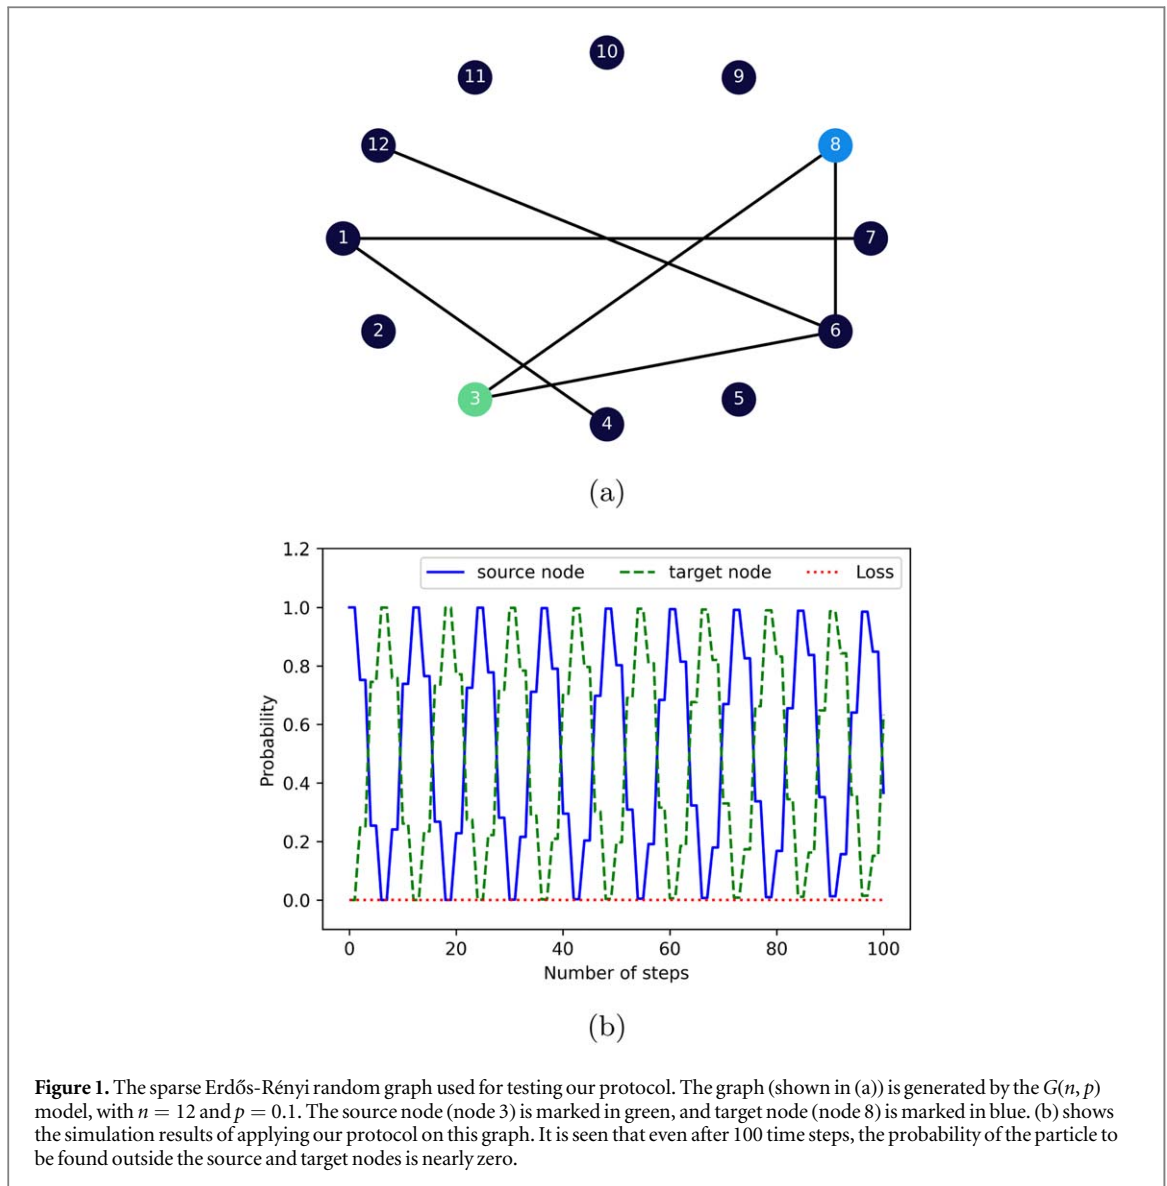 10
11
9
12
8
1
7
2
6
3
5
4
(a)
1.2
source node
target node
Loss
1.0
0.8
0.6
0.4
0.2
0.0
Probability
0
20
40
60
80
100
Number of steps
(b)
Figure 1. The sparse Erdős-Rényi random graph used for testing our protocol. The graph (shown in (a)) is generated by the G(n, p)
model, with n = 12 and p = 0.1. The source node (node 3) is marked in green, and target node (node 8) is marked in blue. (b) shows
the simulation results of applying our protocol on this graph. It is seen that even after 100 time steps, the probability of the particle to
be found outside the source and target nodes is nearly zero.